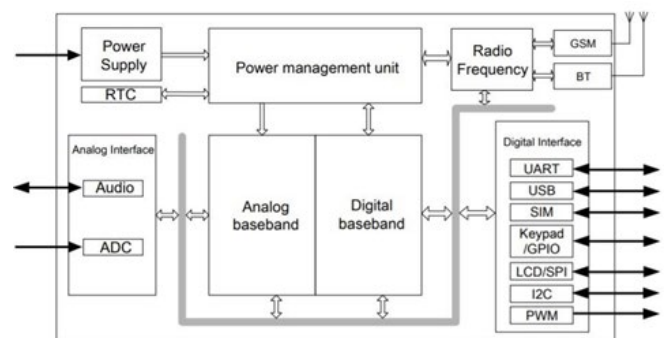 Power
Supply
RTC
Power management unit
Radio
Frequency
GSM
BT
Analog Interface
Audio
ADC
Analog
baseband
Digital
baseband
Digital Interface
UART
USB
SIM
Keypad
/GPIO
LCD/SPI
I2C
PWM